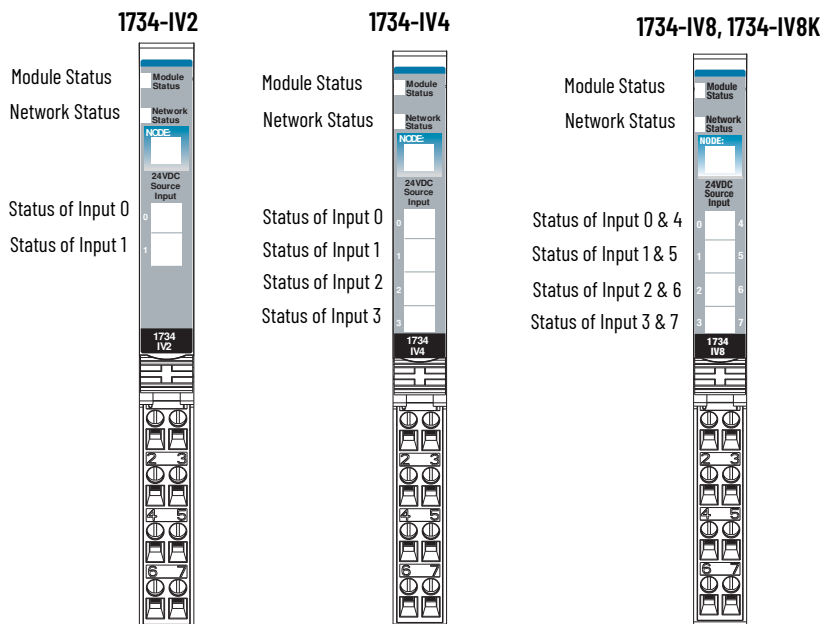 1734-IV2
Module Status
Network Status
Module
Status
Network
Status
NODE:
24VDC
Source
Input
Status of Input 0
0
Status of Input 1
1
1734
IV2
2 3
4 5
6 7
1734-IV4
Module Status
Network Status
Module
Status
Network
Status
NODE:
24VDC
Source
Input
Status of Input 0
0
Status of Input 1
1
Status of Input 2
2
Status of Input 3
3
1734
IV4
2 3
4 5
6 7
1734-IV8, 1734-IV8K
Module Status
Network Status
Module
Status
Network
Status
NODE:
24VDC
Source
Input
Status of Input 0 & 4
0 4
Status of Input 1 & 5
1 5
Status of Input 2 & 6
2 6
Status of Input 3 & 7
3 7
1734
IV8
2 3
4 5
6 7